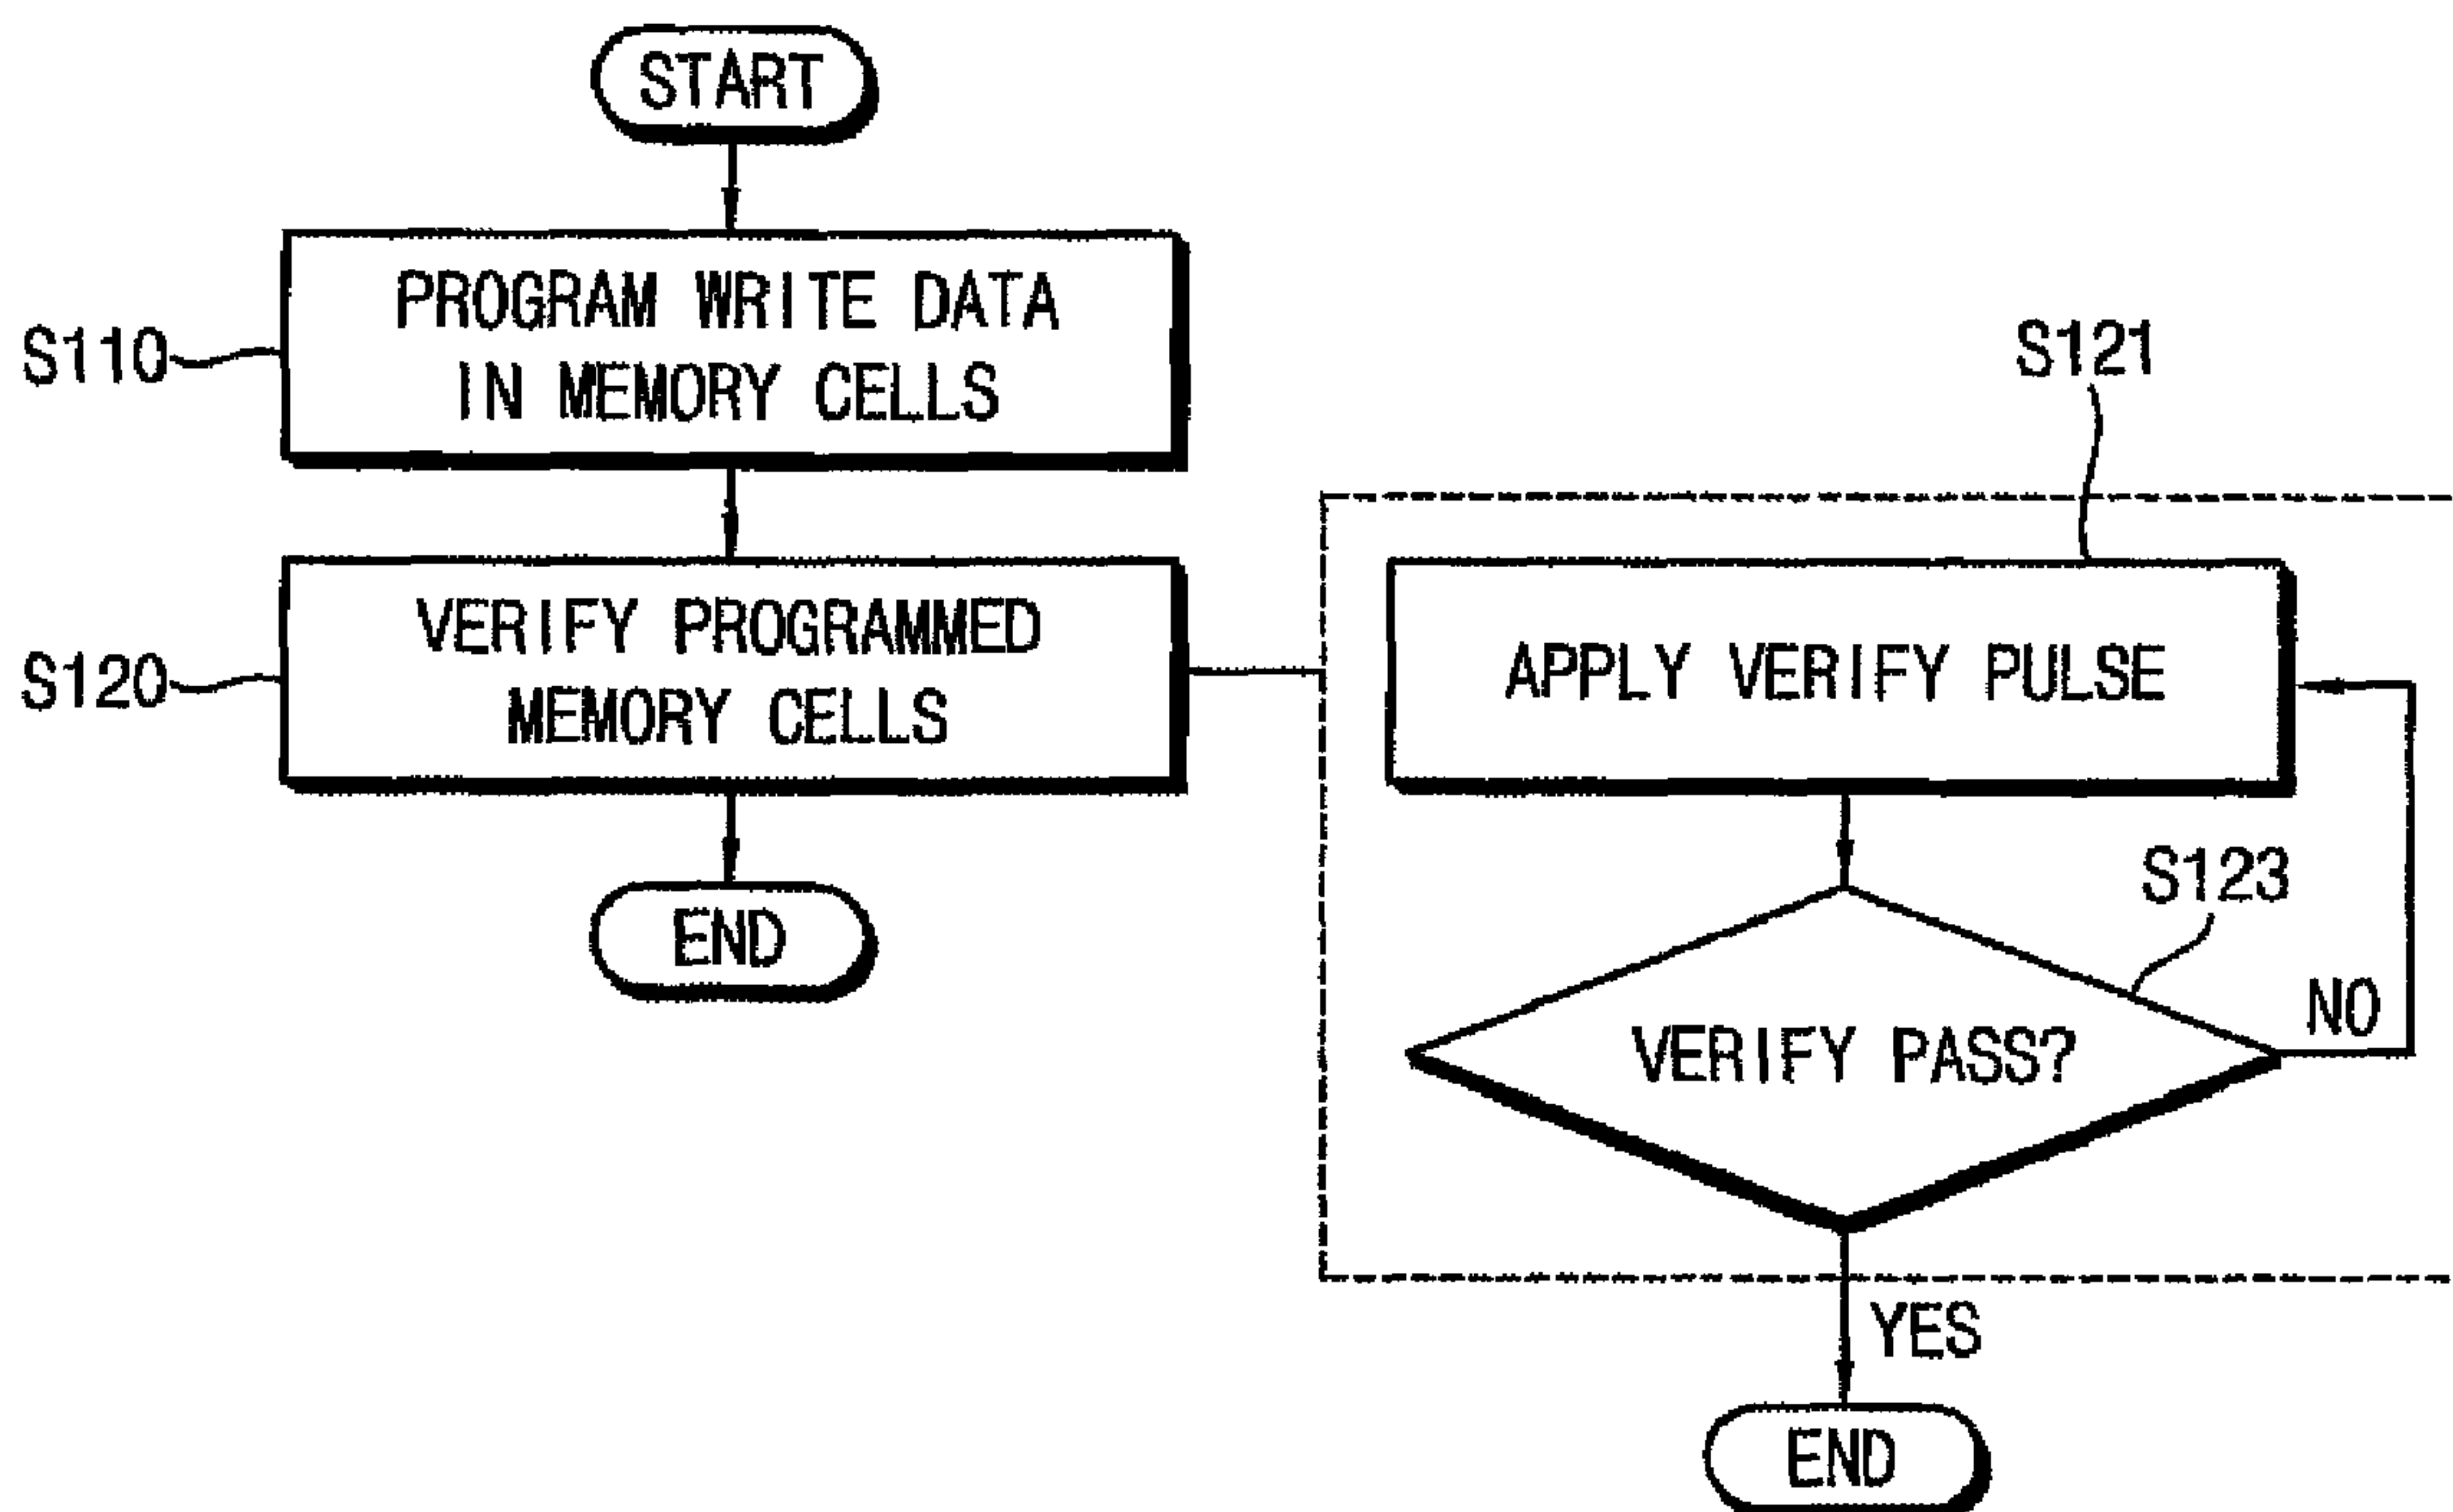 START
S110
PROGRAM WRITE DATA
IN MEMORY CELLS
S120
VERIFY PROGRAMMED
MEMORY CELLS
END
S121
APPLY VERIFY PULSE
S123
VERIFY PASS?
NO
YES
END